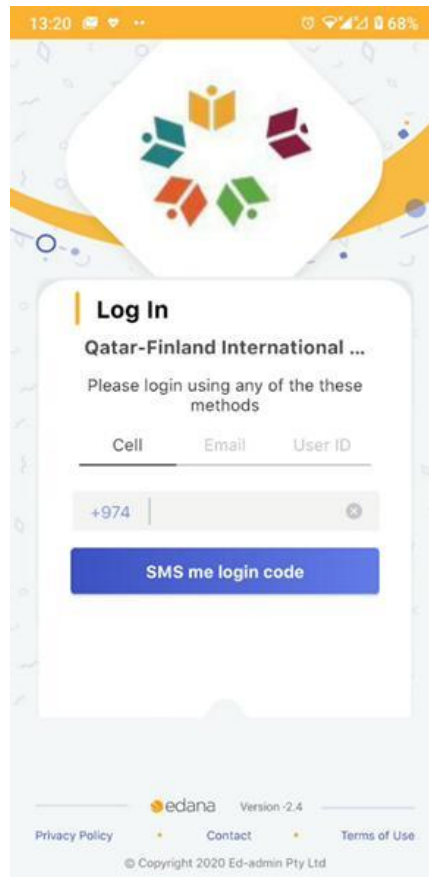 13:20 68%
Log In
Qatar-Finland International ...
Please login using any of the these
methods
Cell Email User ID
+974
SMS me login code
edana Version -2.4
Privacy Policy • Contact • Terms of Use
© Copyright 2020 Ed-admin Pty Ltd